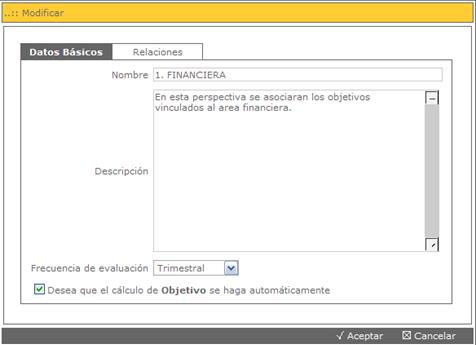 ..:: Modificar
Datos Básicos Relaciones
Nombre 1. FINANCIERA
En esta perspectiva se asociaran los objetivos
vinculados al area financiera.
Descripción
Frecuencia de evaluación Trimestral
Desea que el cálculo de Objetivo se haga automáticamente
Aceptar Cancelar